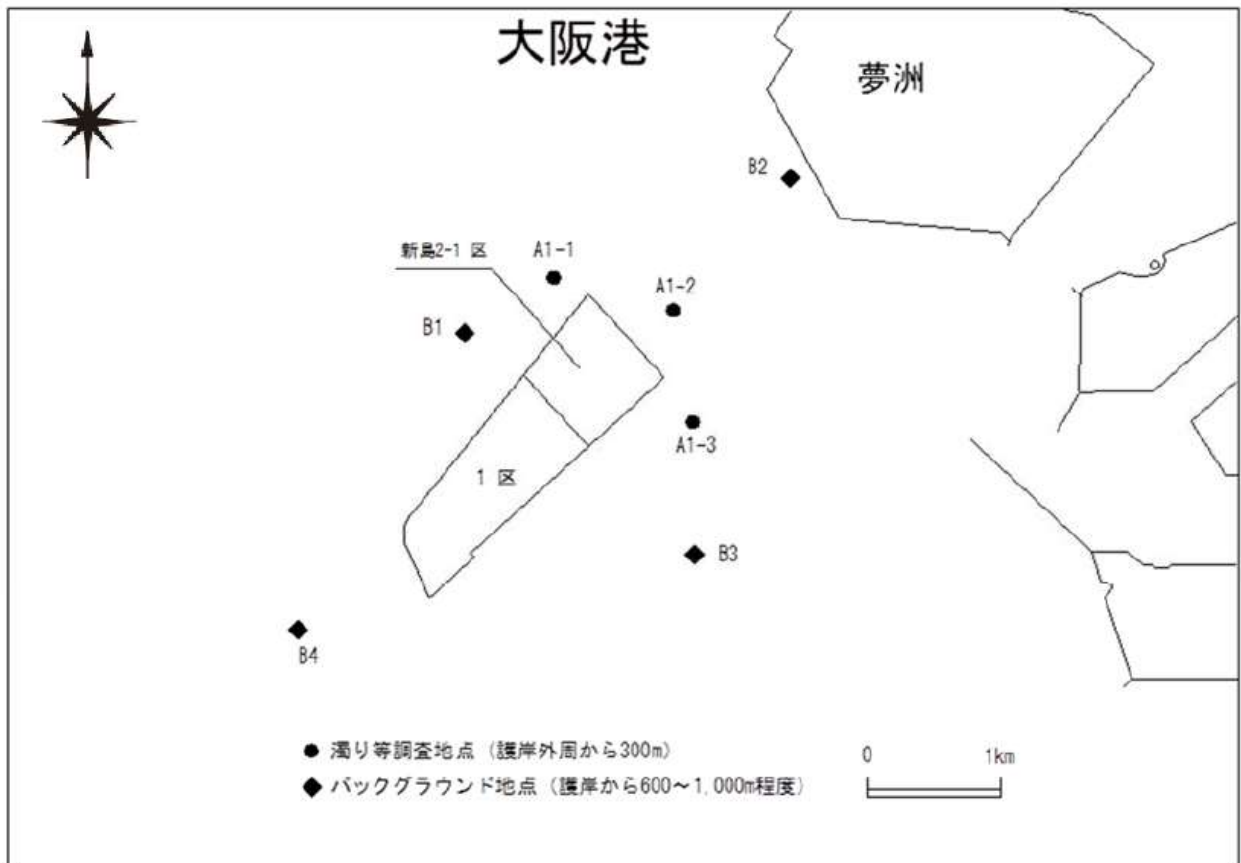 大阪港
夢洲
B2
新島2-1 区
A1-1
A1-2
B1
A1-3
1 区
B3
B4
● 濁り等調査地点 (護岸外周から300m)
◆ バックグラウンド地点 (護岸から600~1,000m程度)
0 1km